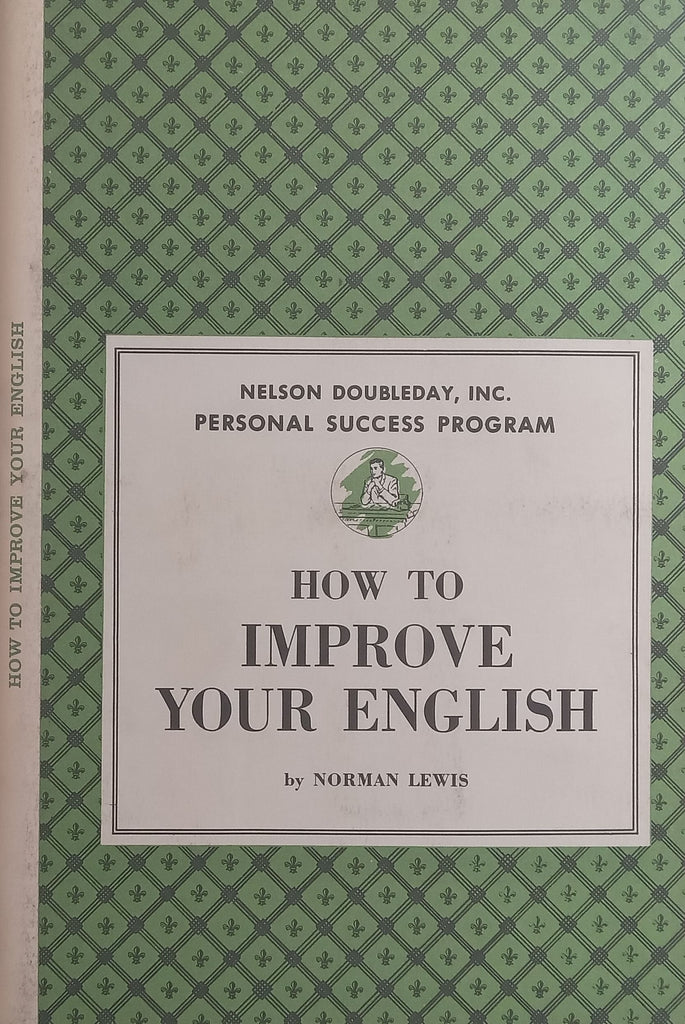 HOW TO IMPROVE YOUR ENGLISH
NELSON DOUBLEDAY, INC.
PERSONAL SUCCESS PROGRAM
HOW TO
IMPROVE
YOUR ENGLISH
by NORMAN LEWIS